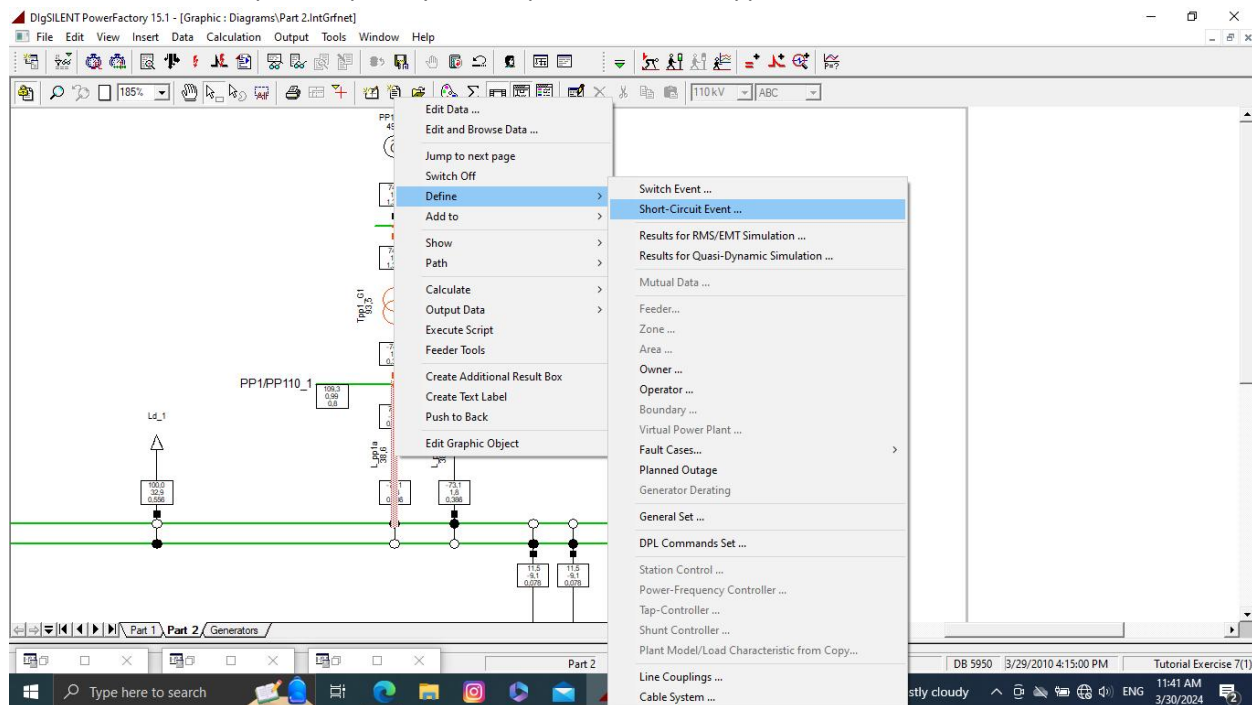 DIgSILENT PowerFactory 15.1 - [Graphic : Diagrams\Part 2.IntGrfnet]
File Edit View Insert Data Calculation Output Tools Window Help
185%
110 kV
ABC
Edit Data ...
Edit and Browse Data ...
Jump to next page
Switch Off
Define
Add to
Show
Path
Calculate
Output Data
Execute Script
Feeder Tools
Create Additional Result Box
Create Text Label
Push to Back
Edit Graphic Object
Switch Event ...
Short-Circuit Event ...
Results for RMS/EMT Simulation ...
Results for Quasi-Dynamic Simulation ...
Mutual Data ...
Feeder...
Zone ...
Area ...
Owner ...
Operator ...
Boundary ...
Virtual Power Plant ...
Fault Cases...
Planned Outage
Generator Derating
General Set ...
DPL Commands Set ...
Station Control ...
Power-Frequency Controller ...
Tap-Controller ...
Shunt Controller ...
Plant Model/Load Characteristic from Copy...
Line Couplings ...
Cable System ...
Tpp1_G1
93,5
PP1/PP110_1
109,3
0,99
0,8
Ld_1
L_pp1a
38,6
100,0
32,9
0,556
-73,1
1,8
0,386
11,5
-9,1
0,078
11,5
-9,1
0,078
Part 1 Part 2 Generators
Part 2
DB 5950
3/29/2010 4:15:00 PM
Tutorial Exercise 7(1)
Type here to search
stly cloudy
ENG
11:41 AM
3/30/2024
2